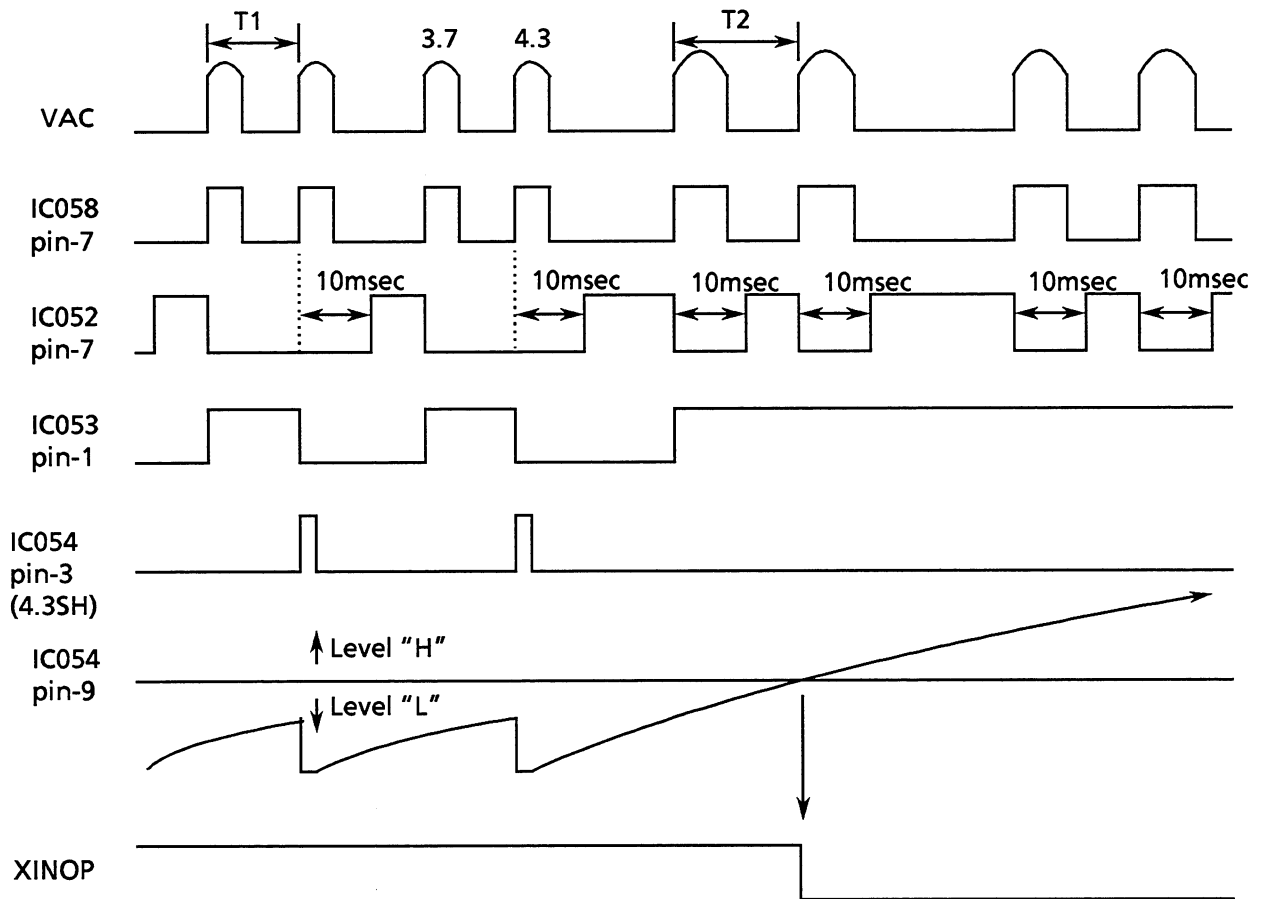 T1
3.7
4.3
T2
VAC
IC058
pin-7
10msec
10msec
10msec
10msec
10msec
10msec
IC052
pin-7
IC053
pin-1
IC054
pin-3
(4.3SH)
Level "H"
IC054
pin-9
Level "L"
XINOP